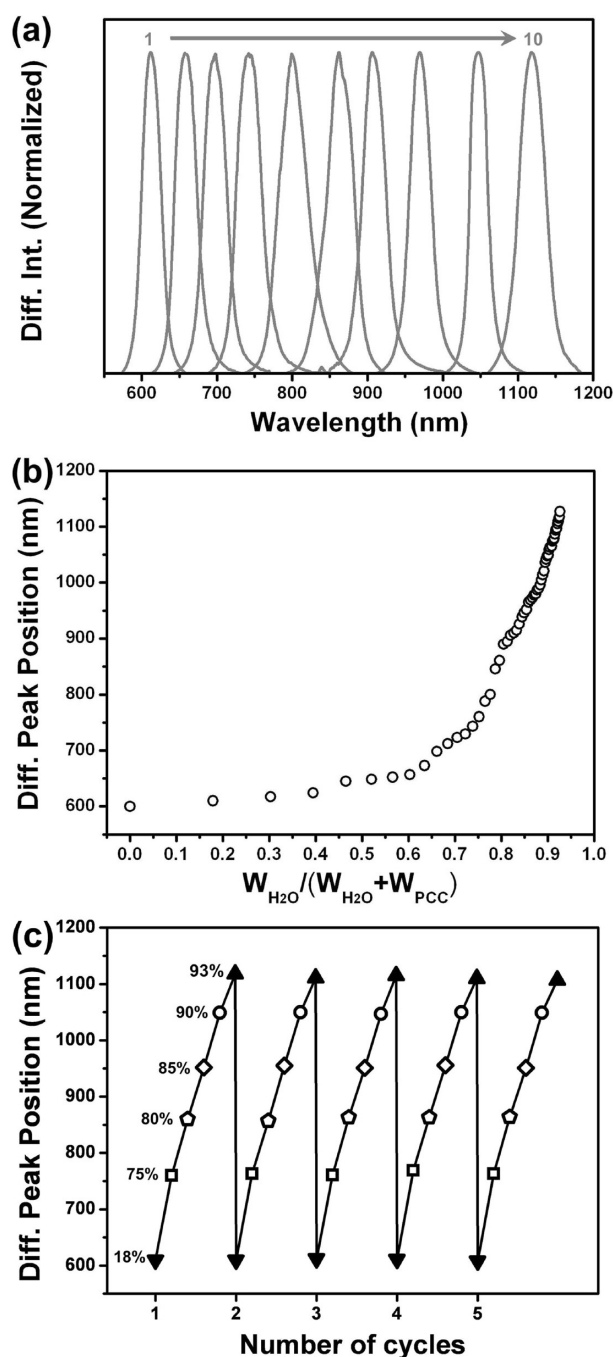 (a)
1 10
Diff. Int. (Normalized)
600 700 800 900 1000 1100 1200
Wavelength (nm)
(b)
1200
1100
1000
900
800
700
600
Diff. Peak Position (nm)
0.0 0.1 0.2 0.3 0.4 0.5 0.6 0.7 0.8 0.9 1.0
WH2O/(WH2O+WPCC)
(c)
1200
1100
1000
900
800
700
600
Diff. Peak Position (nm)
93%
90%
85%
80%
75%
18%
1 2 3 4 5
Number of cycles